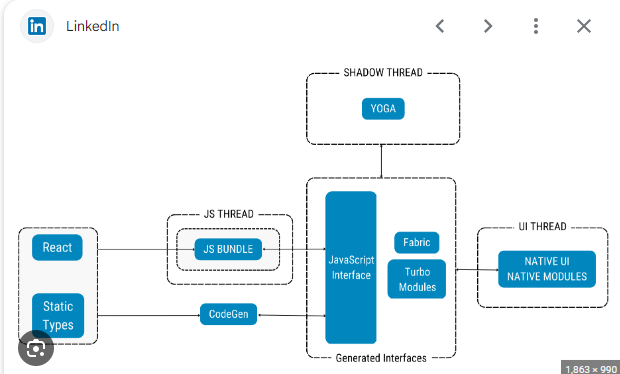 LinkedIn
SHADOW THREAD
YOGA
JS THREAD
UI THREAD
React
JS BUNDLE
JavaScript
Interface
Fabric
Turbo
Modules
NATIVE UI
NATIVE MODULES
Static
Types
CodeGen
Generated Interfaces
1,863 × 990